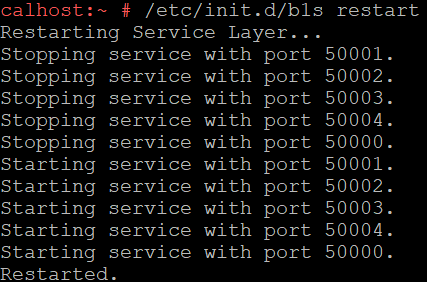 calhost:~ # /etc/init.d/b1s restart
Restarting Service Layer...
Stopping service with port 50001.
Stopping service with port 50002.
Stopping service with port 50003.
Stopping service with port 50004.
Stopping service with port 50000.
Starting service with port 50001.
Starting service with port 50002.
Starting service with port 50003.
Starting service with port 50004.
Starting service with port 50000.
Restarted.